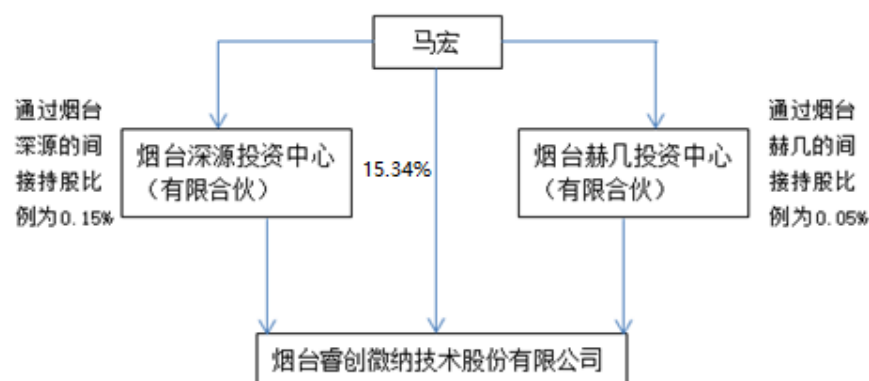 马宏
通过烟台
深源的间
接持股比
例为0.15%
烟台深源投资中心
（有限合伙）
15.34%
烟台赫几投资中心
（有限合伙）
通过烟台
赫几的间
接持股比
例为0.05%
烟台睿创微纳技术股份有限公司